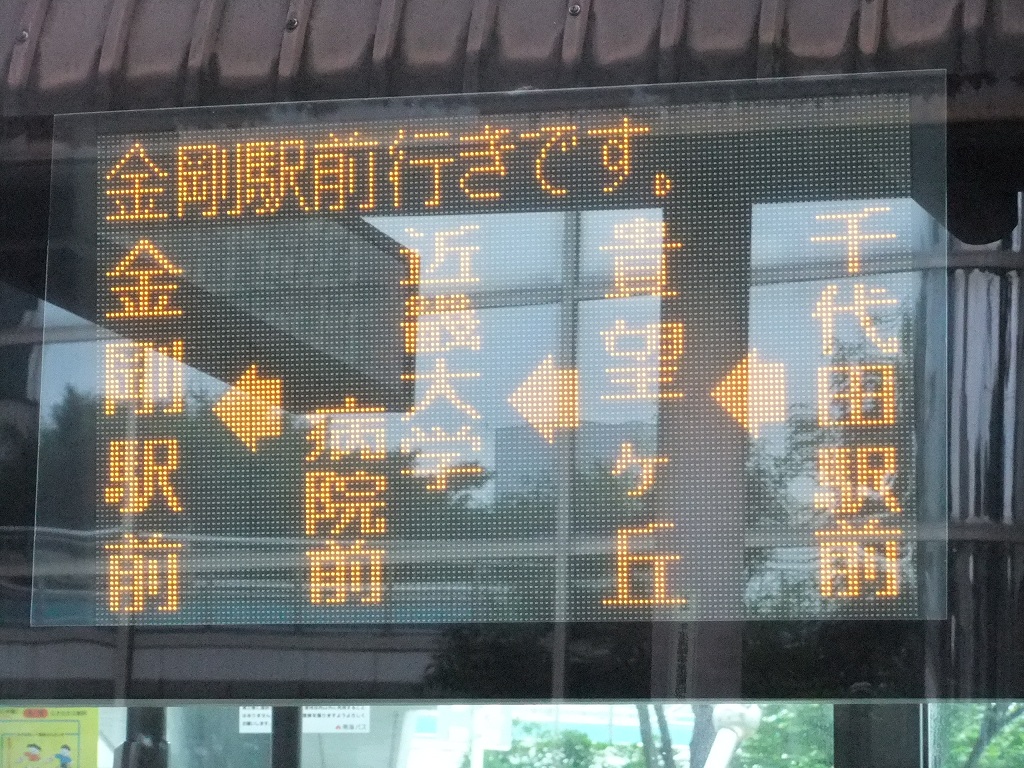 金剛駅前行きです。
千代田駅前
⬅
貴望ヶ丘
⬅
近畿大学
病院前
⬅
金剛駅前